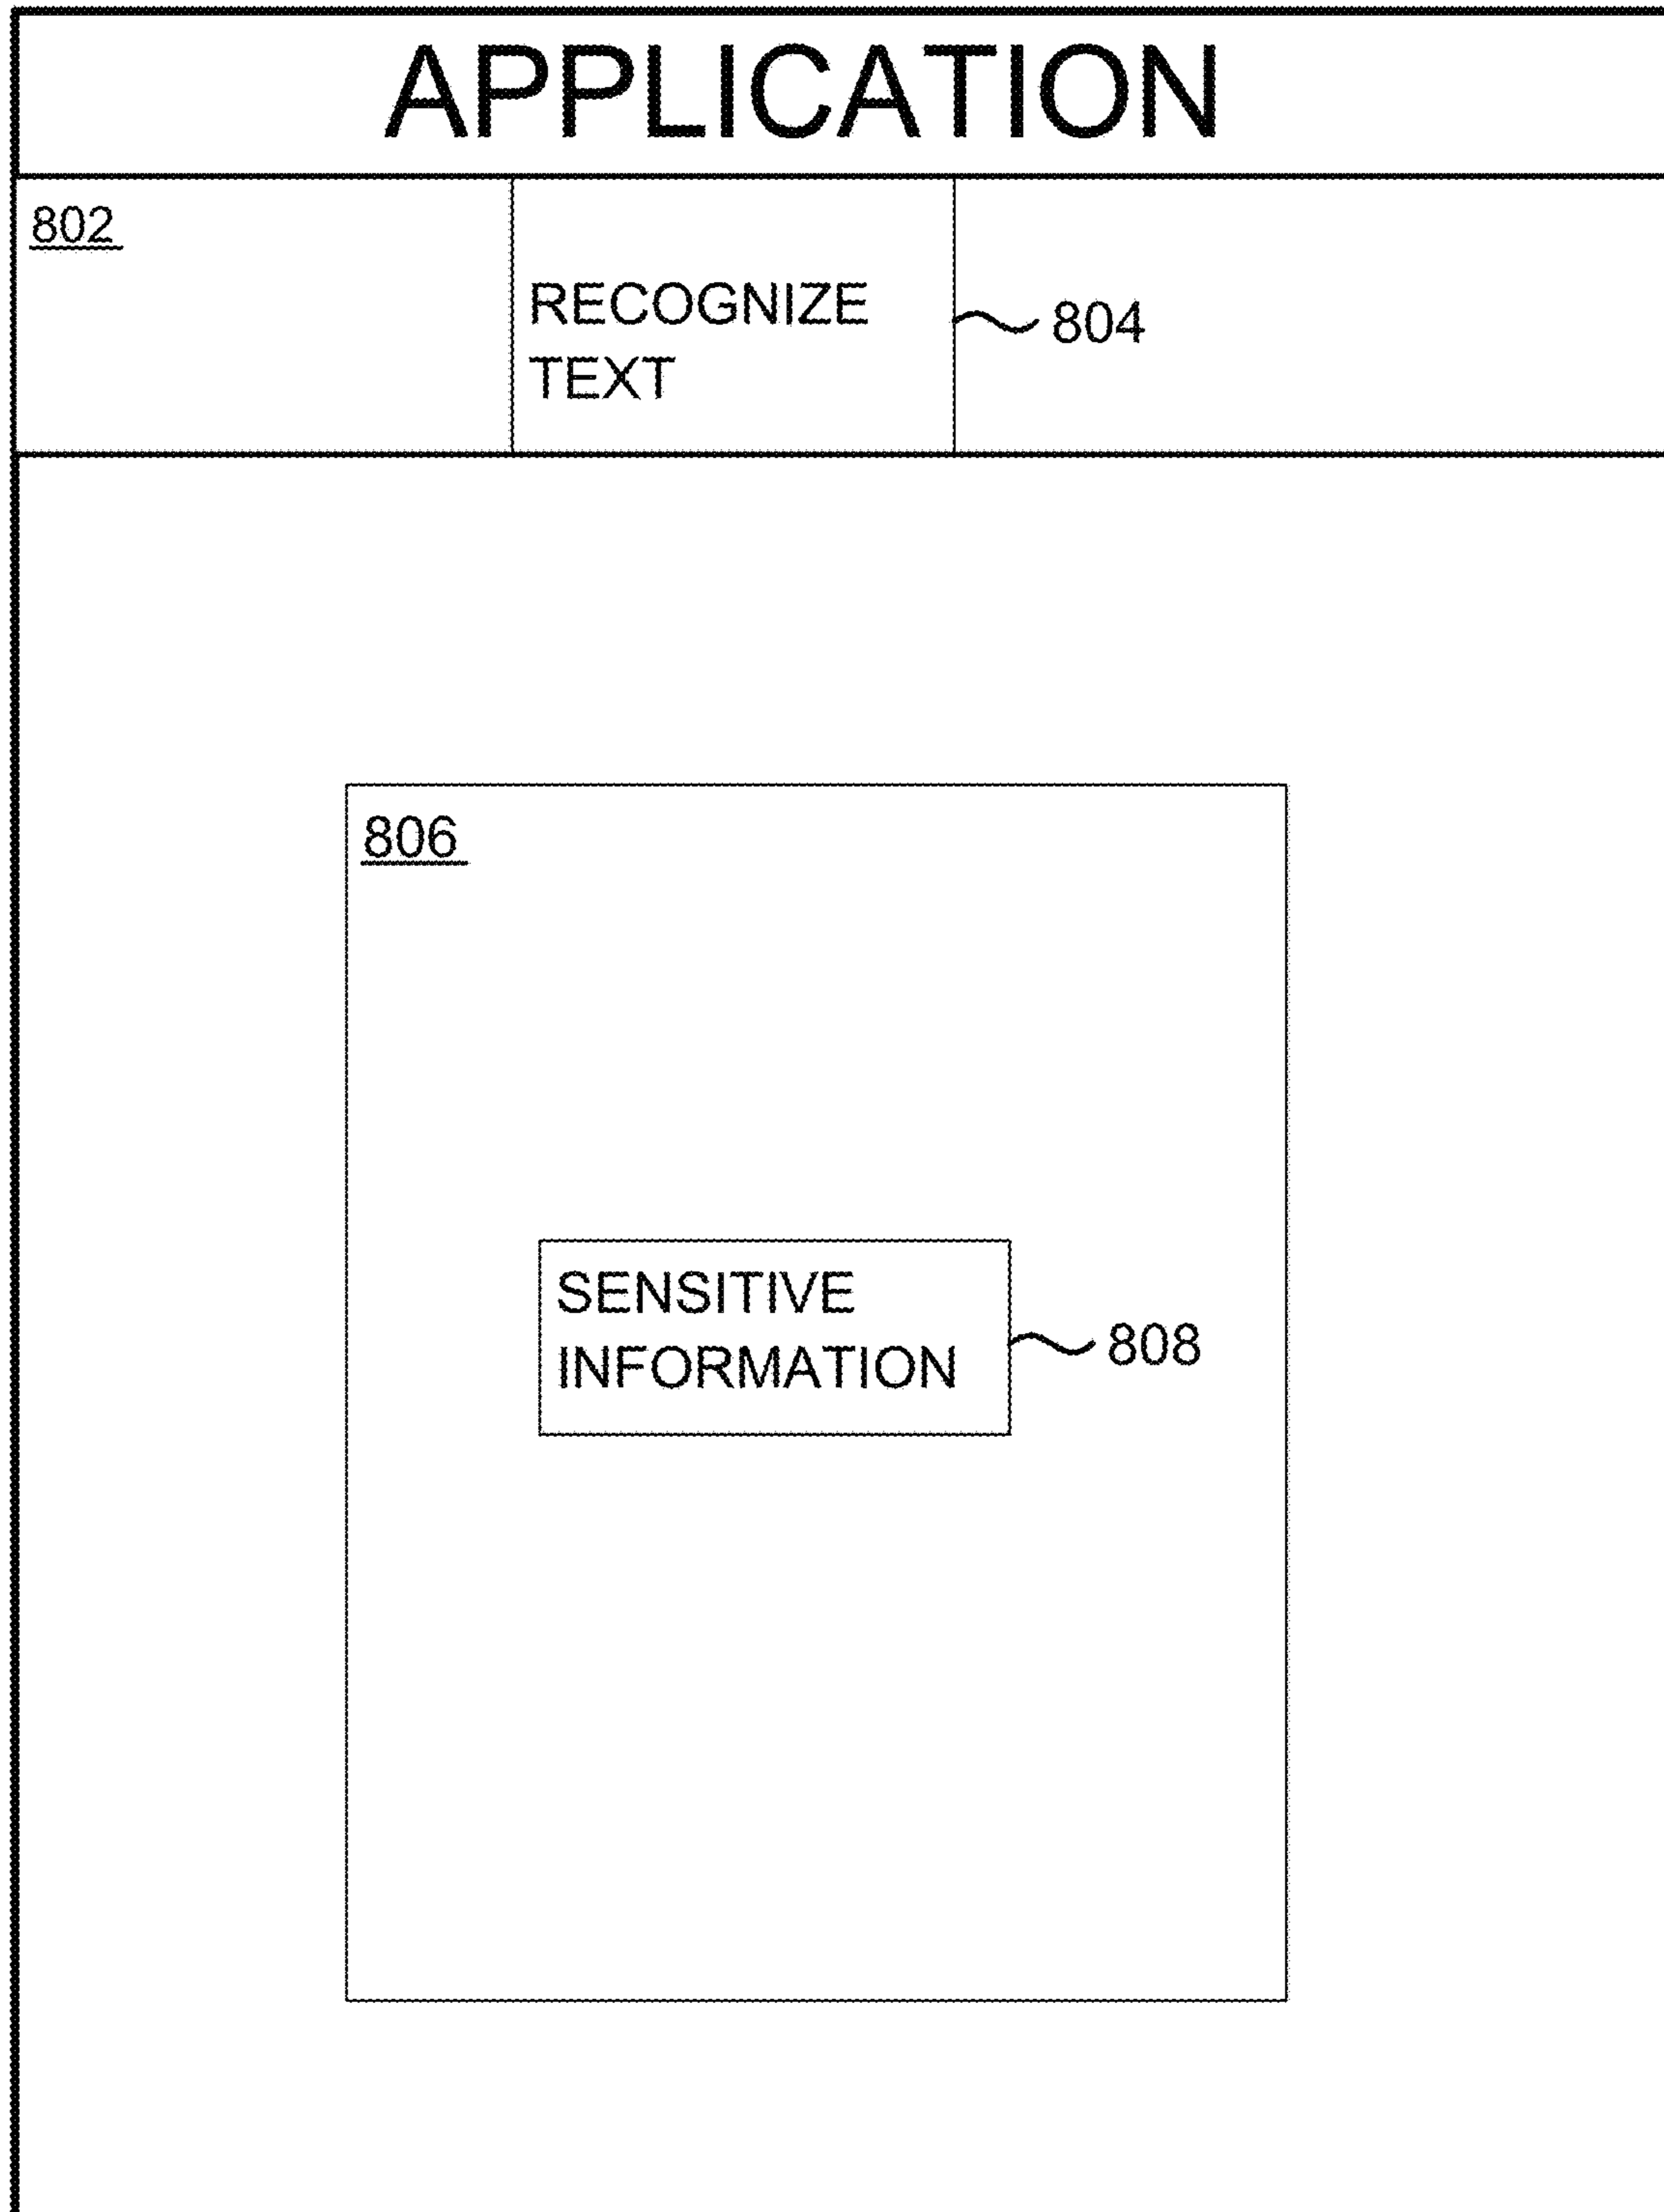 APPLICATION
802
RECOGNIZE
TEXT
804
806
SENSITIVE
INFORMATION
808